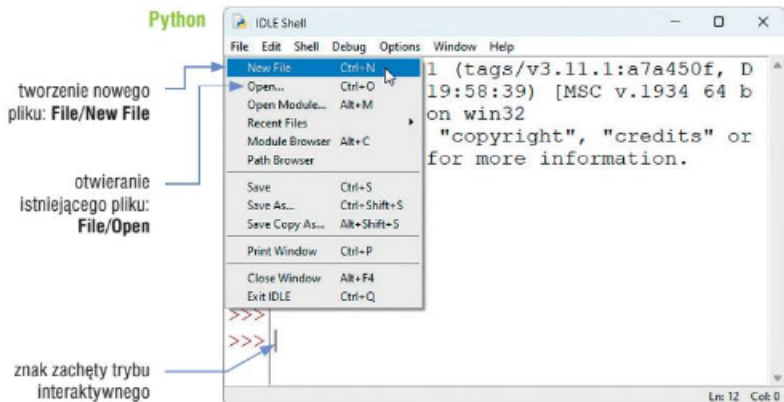 Python
IDLE Shell
File Edit Shell Debug Options Window Help
New File Ctrl+N
Open... Ctrl+O
Open Module... Alt+M
Recent Files
Module Browser Alt+C
Path Browser
Save Ctrl+S
Save As... Ctrl+Shift+S
Save Copy As... Alt+Shift+S
Print Window Ctrl+P
Close Window Alt+F4
Exit IDLE Ctrl+Q
1 (tags/v3.11.1:a7a450f, D
19:58:39) [MSC v.1934 64 b
on win32
"copyright", "credits" or
for more information.
>>>
>>>
Ln: 12 Col: 0
tworzenie nowego
pliku: File/New File
otwieranie
istniejącego pliku:
File/Open
znak zachęty trybu
interaktywnego